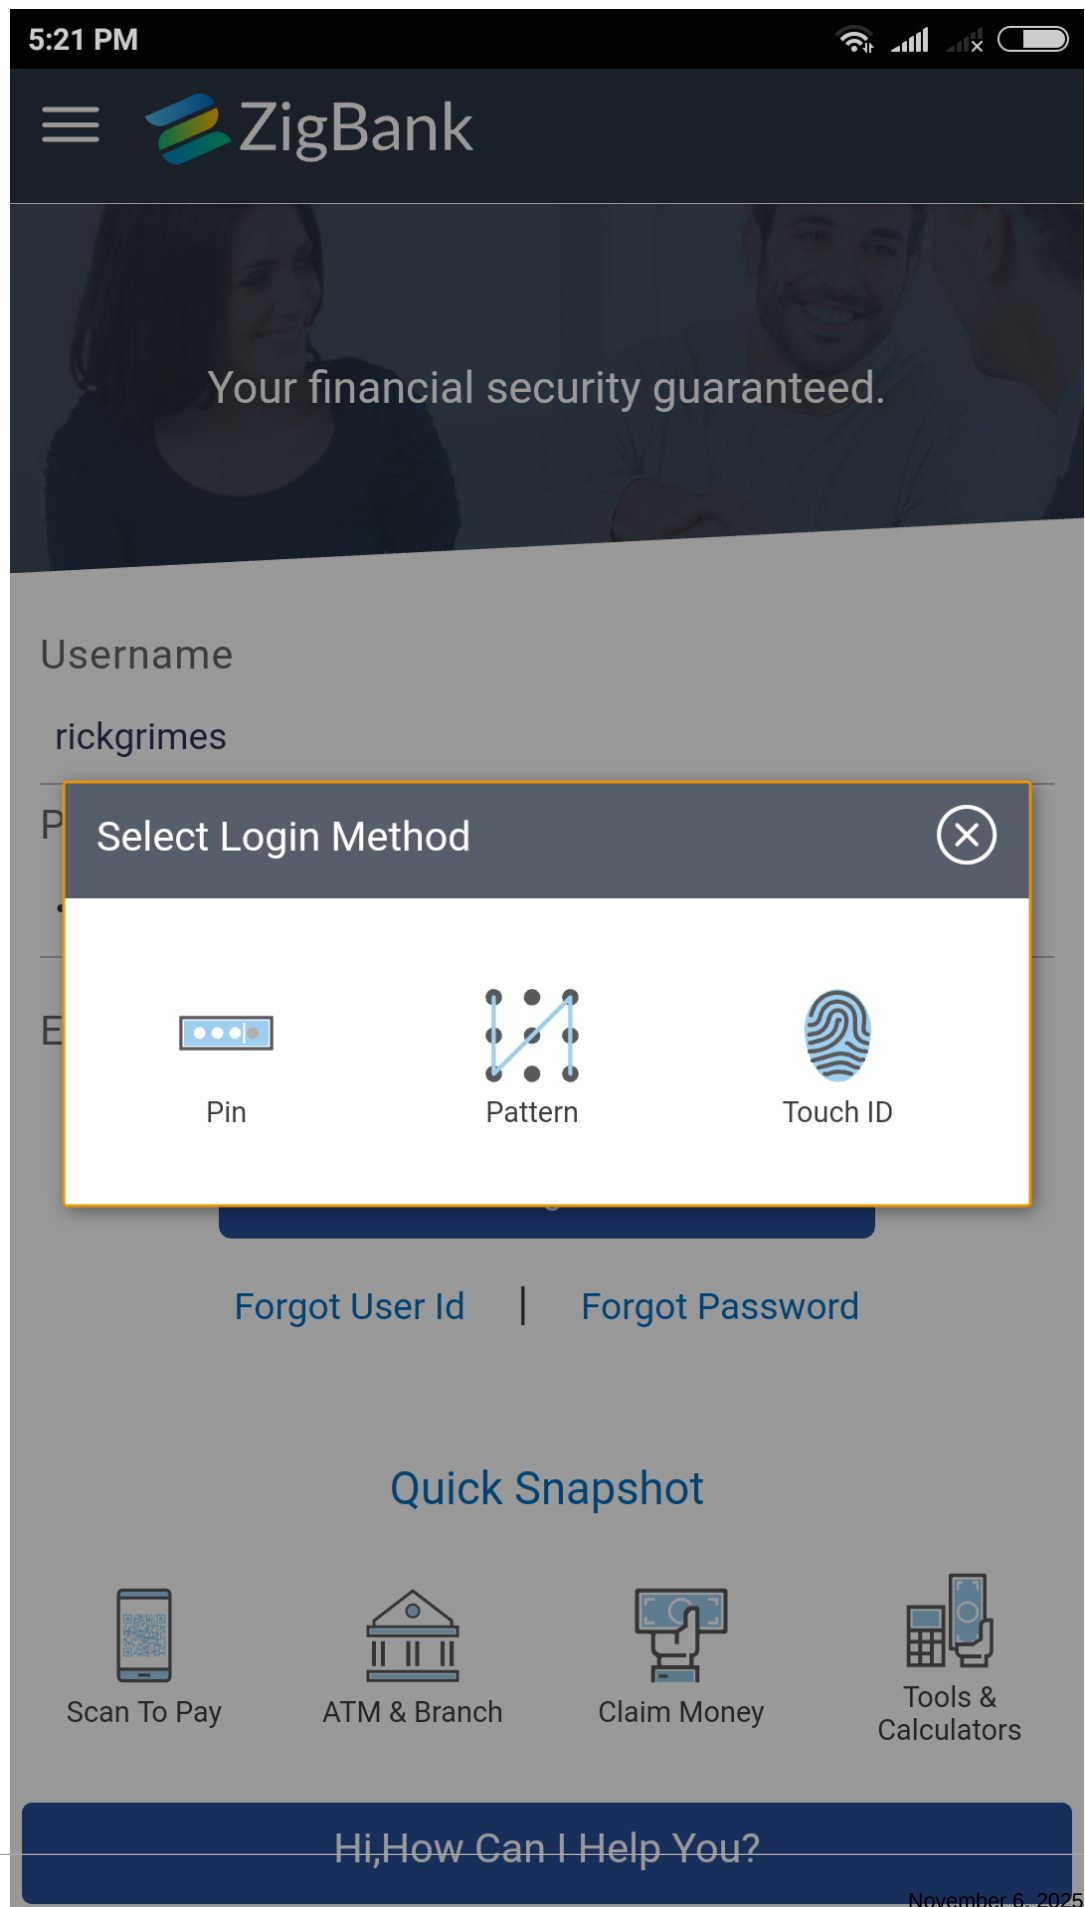 5:21 PM
ZigBank
Your financial security guaranteed.
Username
rickgrimes
P
Select Login Method
E
Pin Pattern Touch ID
Forgot User Id | Forgot Password
Quick Snapshot
Scan To Pay ATM & Branch Claim Money Tools &
Calculators
Hi,How Can I Help You?
November 6, 2025